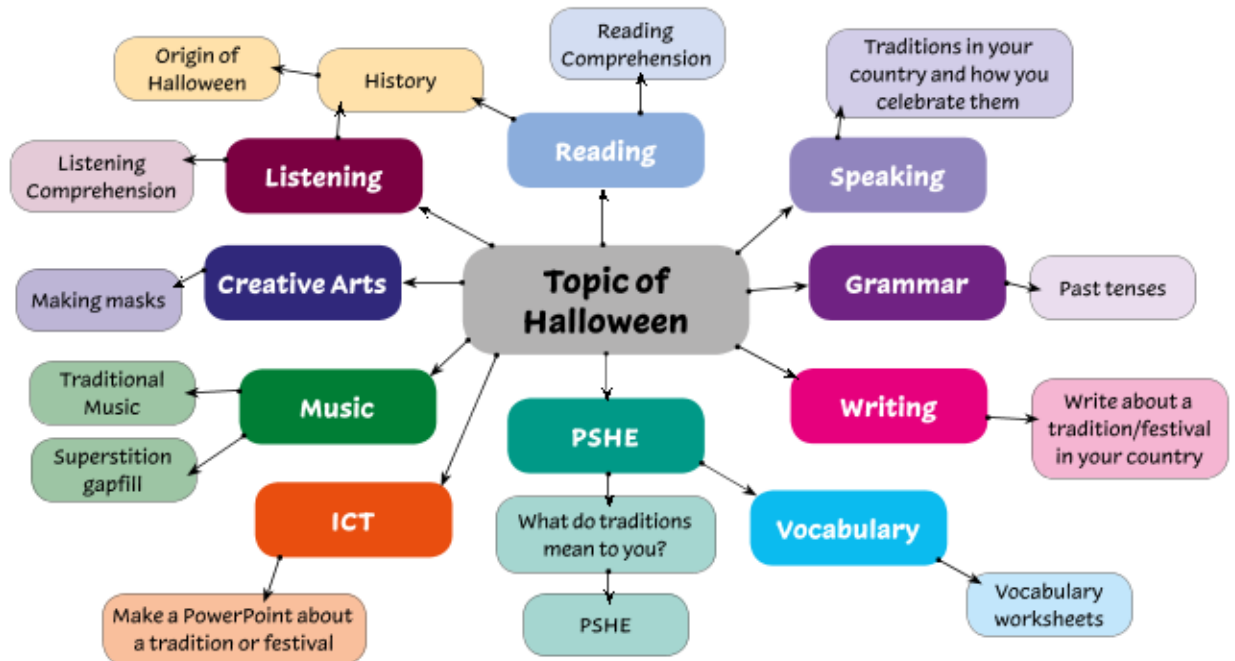 Reading
Comprehension
Traditions in your
country and how you
celebrate them
Origin of
Halloween
History
Reading
Speaking
Listening
Listening
Comprehension
Topic of
Halloween
Creative Arts
Making masks
Grammar
Past tenses
Traditional
Music
Music
Superstition
gapfill
Writing
Write about a
tradition/festival
in your country
PSHE
ICT
What do traditions
mean to you?
Vocabulary
Make a PowerPoint about
a tradition or festival
PSHE
Vocabulary
worksheets